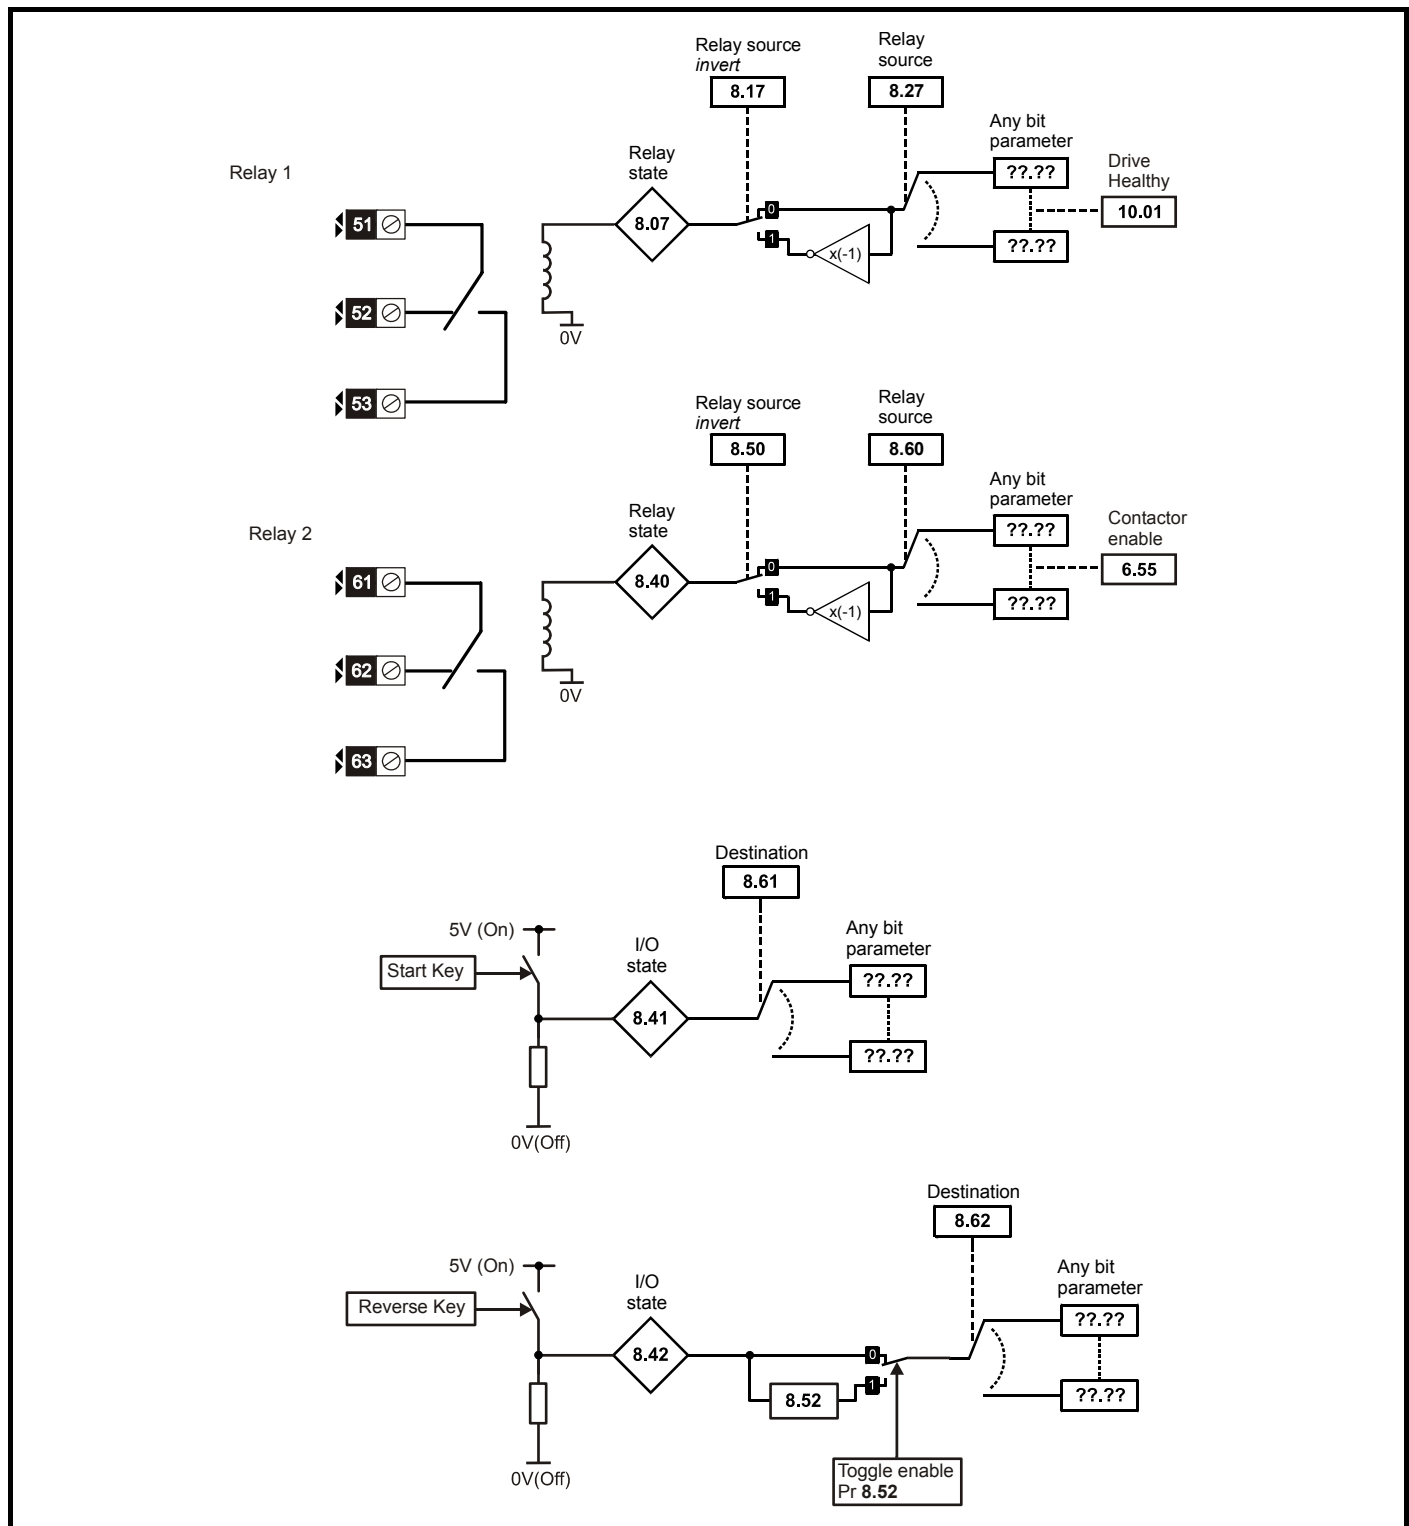 Relay source
invert
8.17
Relay
source
8.27
Any bit
parameter
??.??
??.??
Drive
Healthy
10.01
Relay 1
Relay
state
8.07
0
1
x(-1)
51
52
53
0V
Relay source
invert
8.50
Relay
source
8.60
Any bit
parameter
??.??
??.??
Contactor
enable
6.55
Relay 2
Relay
state
8.40
0
1
x(-1)
61
62
63
0V
Destination
8.61
5V (On)
Start Key
I/O
state
8.41
Any bit
parameter
??.??
??.??
0V(Off)
Destination
8.62
5V (On)
Reverse Key
I/O
state
8.42
0
1
8.52
Any bit
parameter
??.??
??.??
0V(Off)
Toggle enable
Pr 8.52